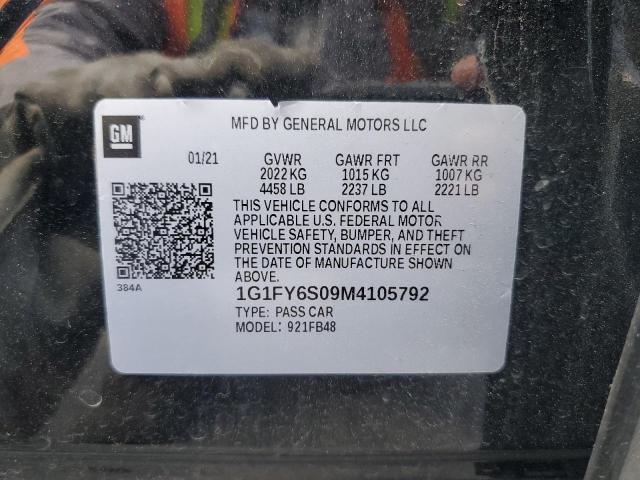 GM
MFD BY GENERAL MOTORS LLC
01/21 GVWR GAWR FRT GAWR RR
2022 KG 1015 KG 1007 KG
4458 LB 2237 LB 2221 LB
THIS VEHICLE CONFORMS TO ALL
APPLICABLE U.S. FEDERAL MOTOR
VEHICLE SAFETY, BUMPER, AND THEFT
PREVENTION STANDARDS IN EFFECT ON
THE DATE OF MANUFACTURE SHOWN
ABOVE.
384A
1G1FY6S09M4105792
TYPE: PASS CAR
MODEL: 921FB48